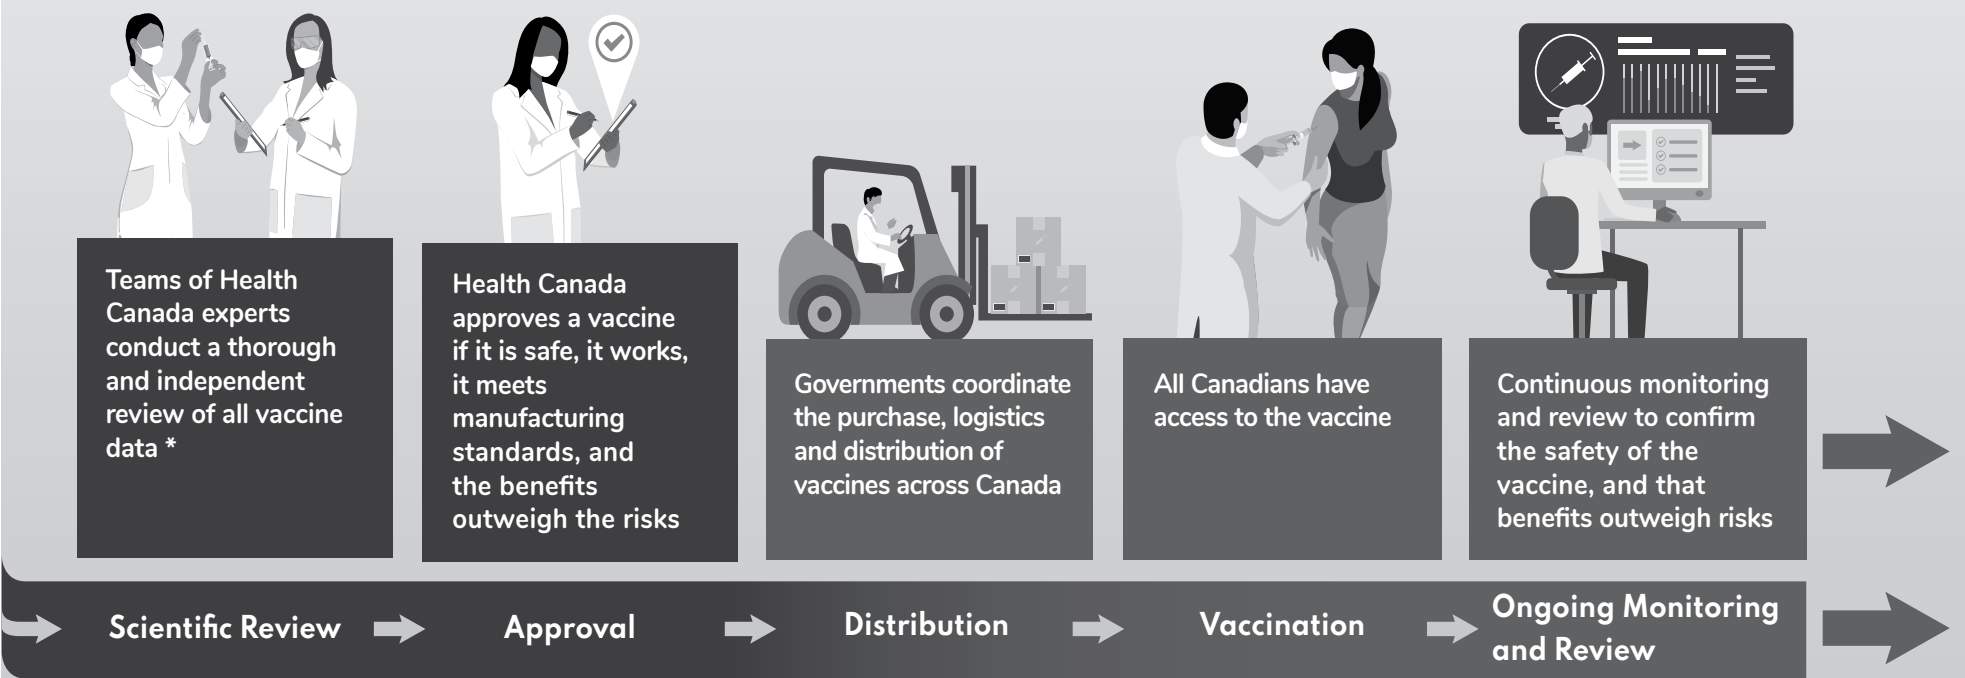 Teams of Health
Canada experts
conduct a thorough
and independent
review of all vaccine
data *
Health Canada
approves a vaccine
if it is safe, it works,
it meets
manufacturing
standards, and
the benefits
outweigh the risks
Governments coordinate
the purchase, logistics
and distribution of
vaccines across Canada
All Canadians have
access to the vaccine
Continuous monitoring
and review to confirm
the safety of the
vaccine, and that
benefits outweigh risks
Scientific Review
Approval
Distribution
Vaccination
Ongoing Monitoring
and Review